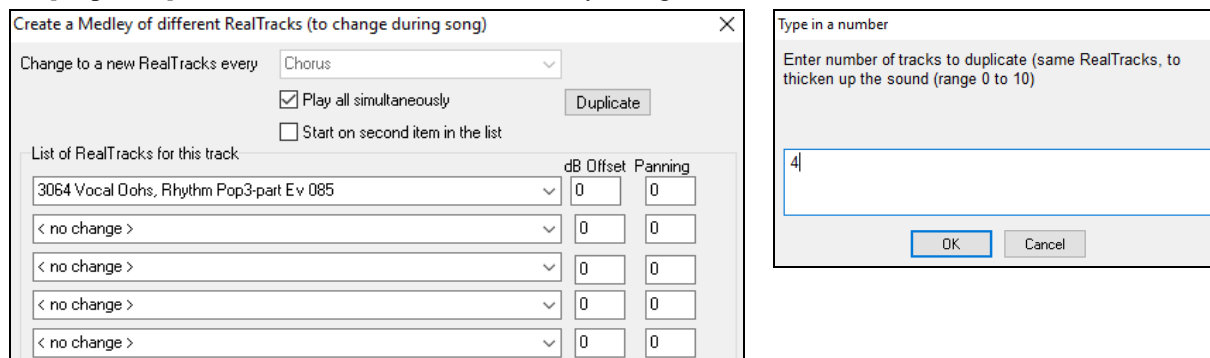 Create a Medley of different RealTracks (to change during song)
Change to a new RealTracks every Chorus
Play all simultaneously Duplicate
Start on second item in the list
List of RealTracks for this track
dB Offset Panning
3064 Vocal Oohs, Rhythm Pop3-part Ev 085 0 0
< no change > 0 0
< no change > 0 0
< no change > 0 0
< no change > 0 0
Type in a number
Enter number of tracks to duplicate (same RealTracks, to
thicken up the sound (range 0 to 10)
4
OK Cancel